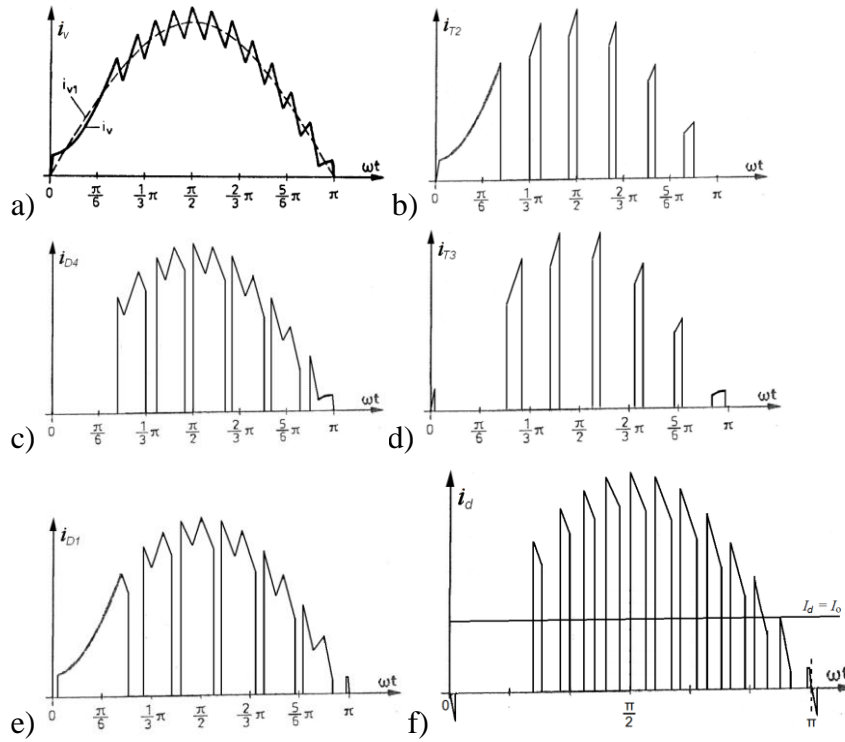 i_v
i_v1
i_v
ωt
0 π/6 1/3 π π/2 2/3 π 5/6 π π
a)
i_T2
ωt
0 π/6 1/3 π π/2 2/3 π 5/6 π π
b)
i_D4
ωt
0 π/6 1/3 π π/2 2/3 π 5/6 π π
c)
i_T3
ωt
0 π/6 1/3 π π/2 2/3 π 5/6 π π
d)
i_D1
ωt
0 π/6 1/3 π π/2 2/3 π 5/6 π π
e)
i_d
I_d = I_o
ωt
0 π/2 π
f)